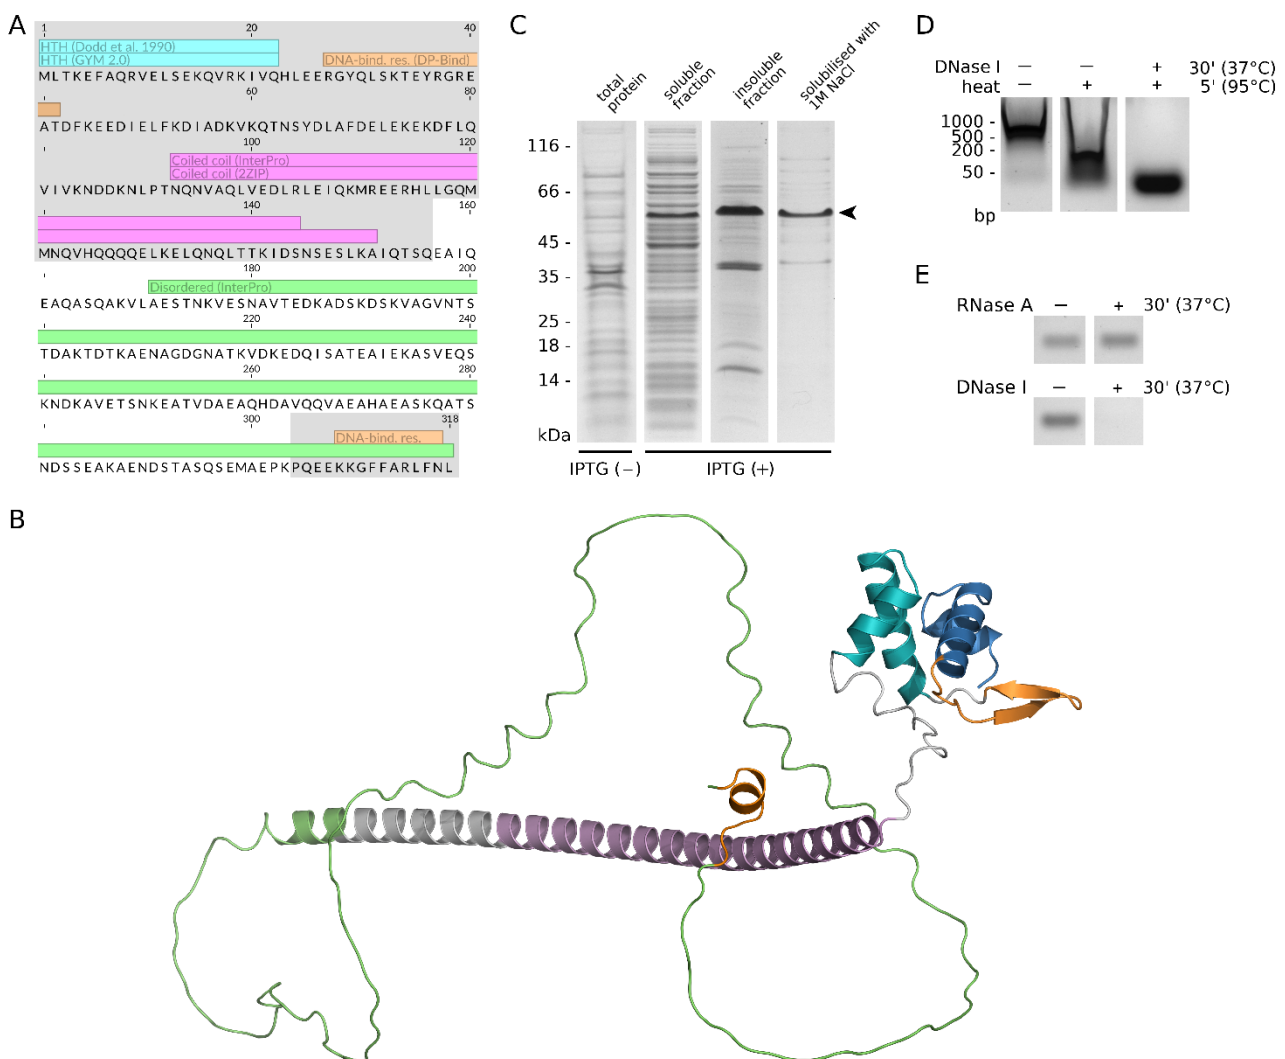 A
1 20 40
HTH (Dodd et al. 1990)
HTH (GYM 2.0) DNA-bind. res. (DP-Bind)
MLTKEFAQRVELSEKQVRKIVQHLEERGYQLSKTEYRGRE
60 80
ATDFKEEDIELFKDIADKVKQTNSYDLAFDELEKEKDFLQ
100 120
Coiled coil (InterPro)
Coiled coil (2ZIP)
VIVKNDDKNLPTNQNVAQLVEDLRLEIQKMREERHLLGQM
140 160
MNQVHQQQQELKELQNQLTTKIDSNSESLKAIQTSQEAIQ
180 200
Disordered (InterPro)
EAQASQAKVLAESTNKVESNAVTEDKADSKDSKVAGVNTS
220 240
TDAKTDTKAENAGDGNATKVDKEDQISATEAIEKASVEQS
260 280
KNDKAVETSNKEATVDAEAQHDAVQQVAEAHAEASKQATS
300 318
DNA-bind. res.
NDSSEAKAENDSTASQSEMAEPKPQEEKKGFFARLFNL
C
total
protein
soluble
fraction
insoluble
fraction
solubilised with
1M NaCl
116 -
66 -
45 -
35 -
25 -
18 -
14 -
kDa
IPTG (−) IPTG (+)
D
DNase I − − + 30' (37°C)
heat − + + 5' (95°C)
1000 -
500 -
200 -
50 -
bp
E
RNase A − + 30' (37°C)
DNase I − + 30' (37°C)
B